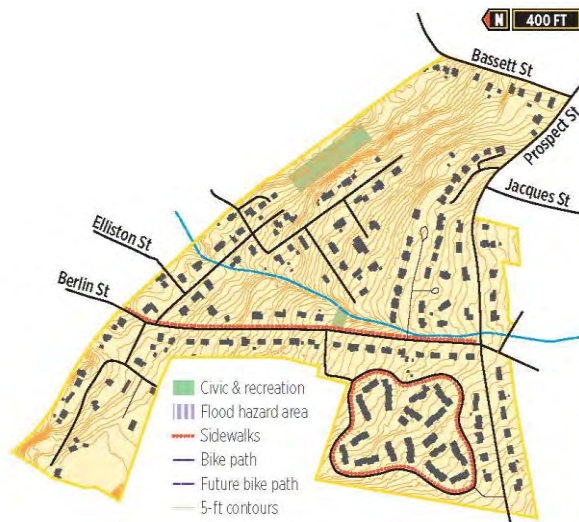 N 400 FT
Bassett St
Prospect St
Jacques St
Elliston St
Berlin St
Civic & recreation
Flood hazard area
Sidewalks
Bike path
Future bike path
5-ft contours